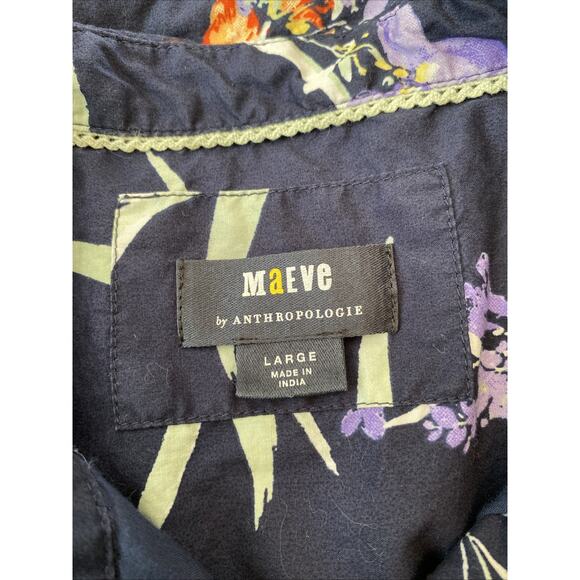 MaEVe
by ANTHROPOLOGIE
LARGE
MADE IN
INDIA